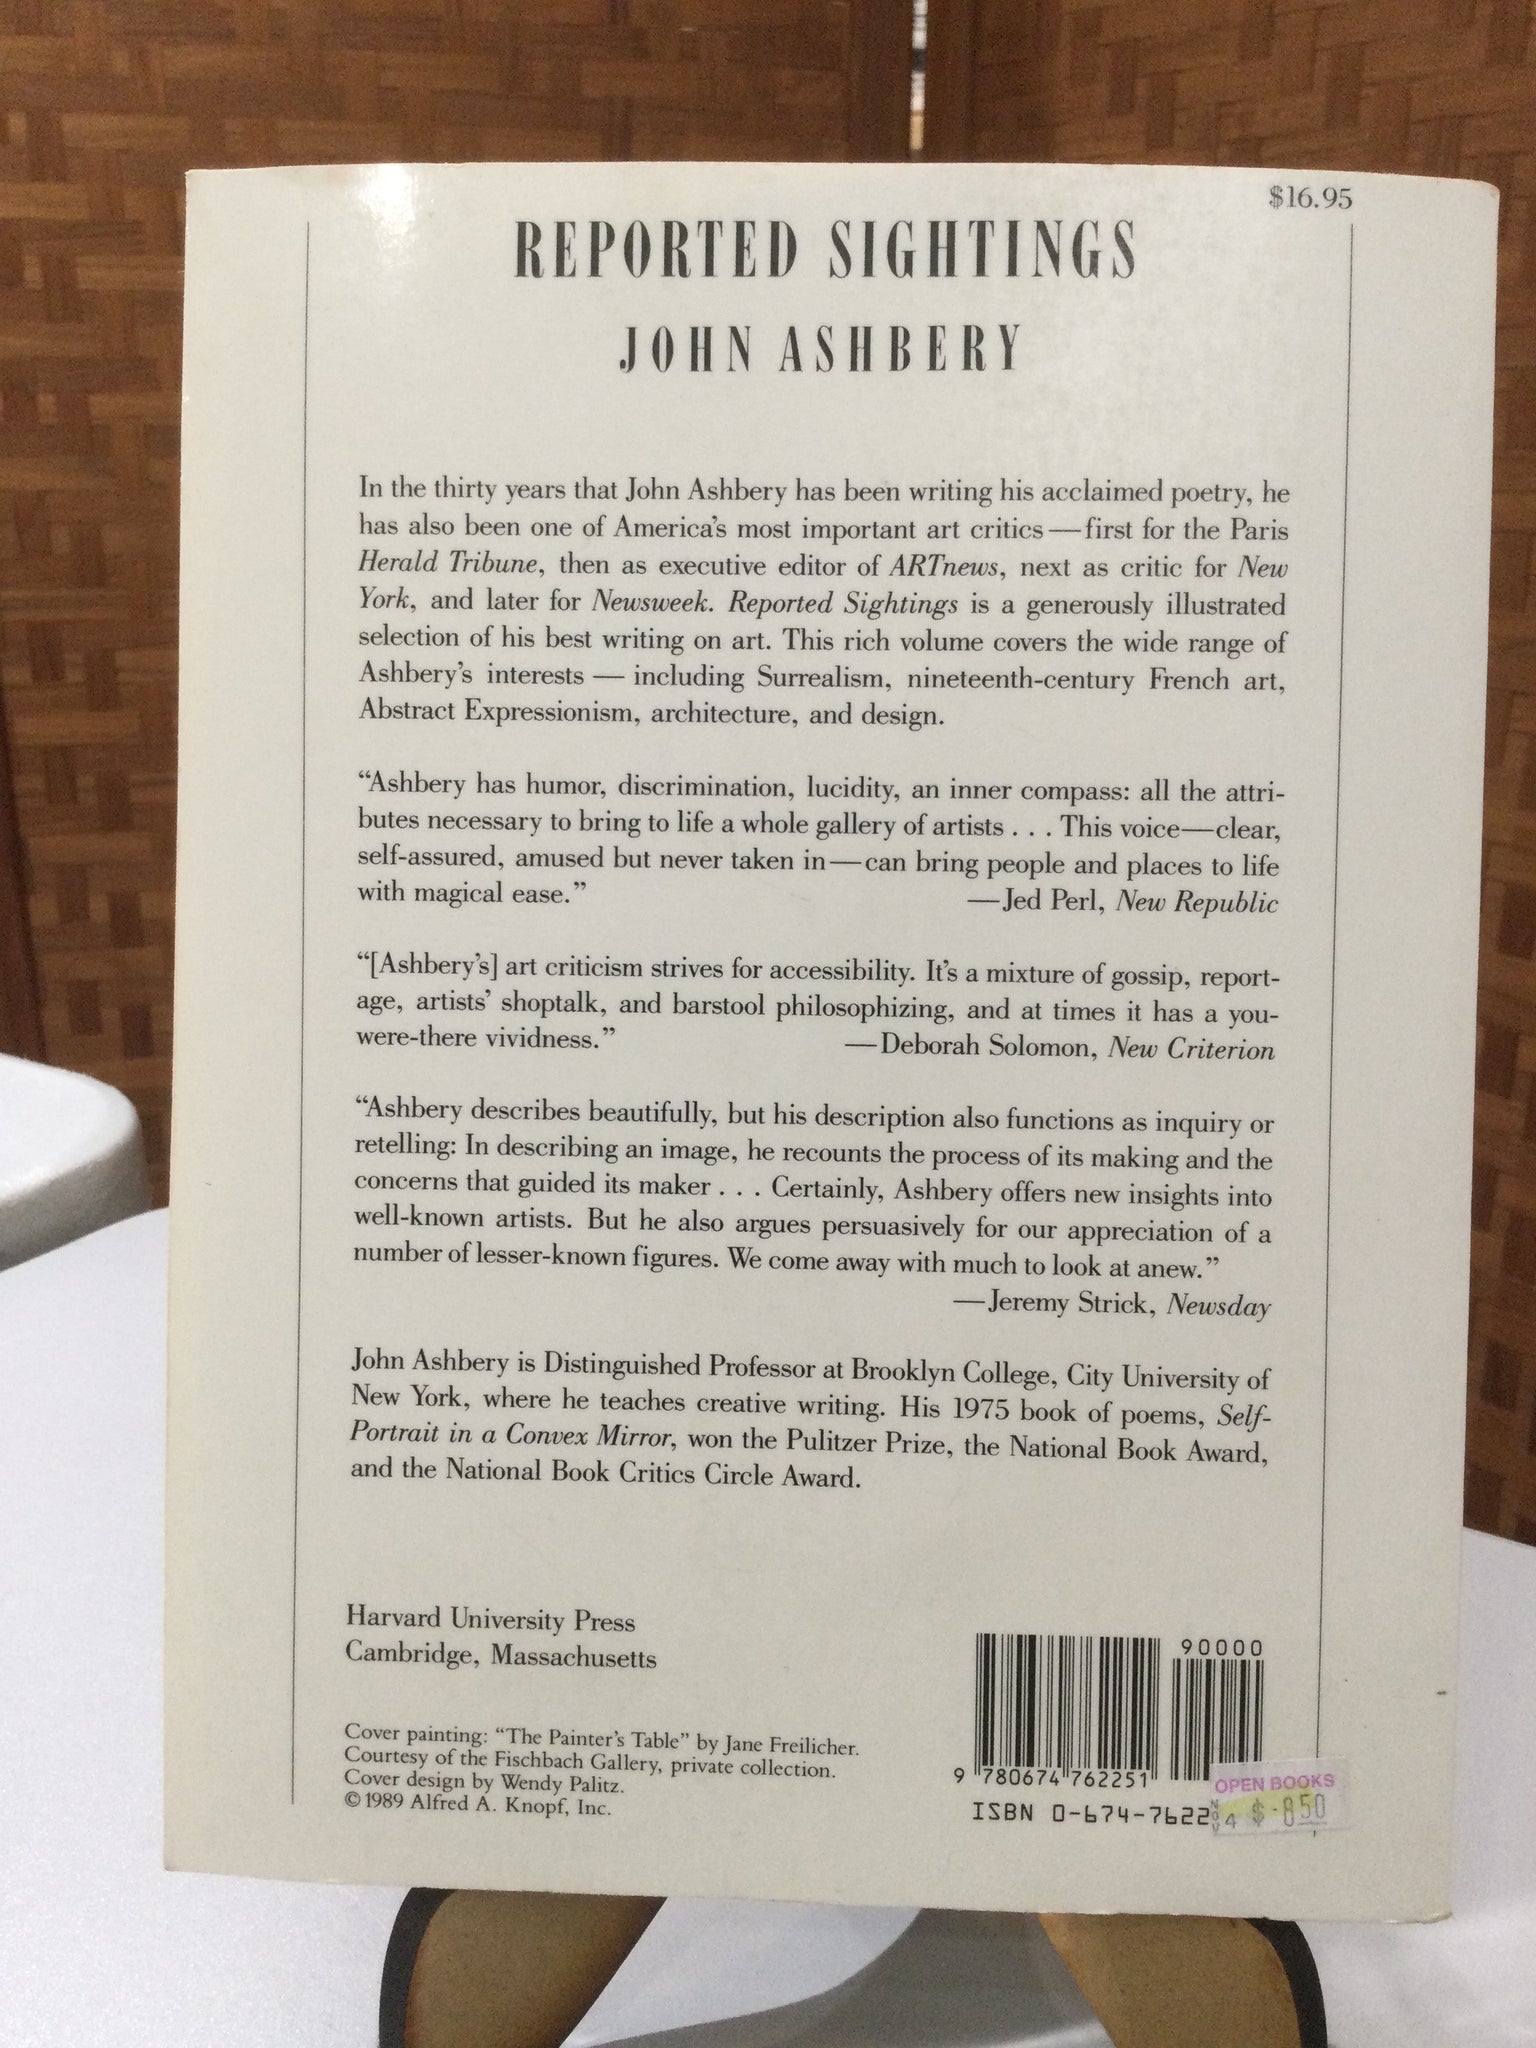 $16.95
REPORTED SIGHTINGS
JOHN ASHBERY
In the thirty years that John Ashbery has been writing his acclaimed poetry, he
has also been one of America's most important art critics—first for the Paris
Herald Tribune, then as executive editor of ARTnews, next as critic for New
York, and later for Newsweek. Reported Sightings is a generously illustrated
selection of his best writing on art. This rich volume covers the wide range of
Ashbery's interests — including Surrealism, nineteenth-century French art,
Abstract Expressionism, architecture, and design.
“Ashbery has humor, discrimination, lucidity, an inner compass: all the attri-
butes necessary to bring to life a whole gallery of artists . . . This voice—clear,
self-assured, amused but never taken in—can bring people and places to life
with magical ease.” —Jed Perl, New Republic
“[Ashbery's] art criticism strives for accessibility. It's a mixture of gossip, report-
age, artists' shoptalk, and barstool philosophizing, and at times it has a you-
were-there vividness.” —Deborah Solomon, New Criterion
“Ashbery describes beautifully, but his description also functions as inquiry or
retelling: In describing an image, he recounts the process of its making and the
concerns that guided its maker . . . Certainly, Ashbery offers new insights into
well-known artists. But he also argues persuasively for our appreciation of a
number of lesser-known figures. We come away with much to look at anew.”
—Jeremy Strick, Newsday
John Ashbery is Distinguished Professor at Brooklyn College, City University of
New York, where he teaches creative writing. His 1975 book of poems, Self-
Portrait in a Convex Mirror, won the Pulitzer Prize, the National Book Award,
and the National Book Critics Circle Award.
Harvard University Press
Cambridge, Massachusetts
Cover painting: “The Painter's Table” by Jane Freilicher.
Courtesy of the Fischbach Gallery, private collection.
Cover design by Wendy Palitz.
© 1989 Alfred A. Knopf, Inc.
90000
9 780674 762251
ISBN 0-674-7622
OPEN BOOKS
NOV 4 $ 8.50